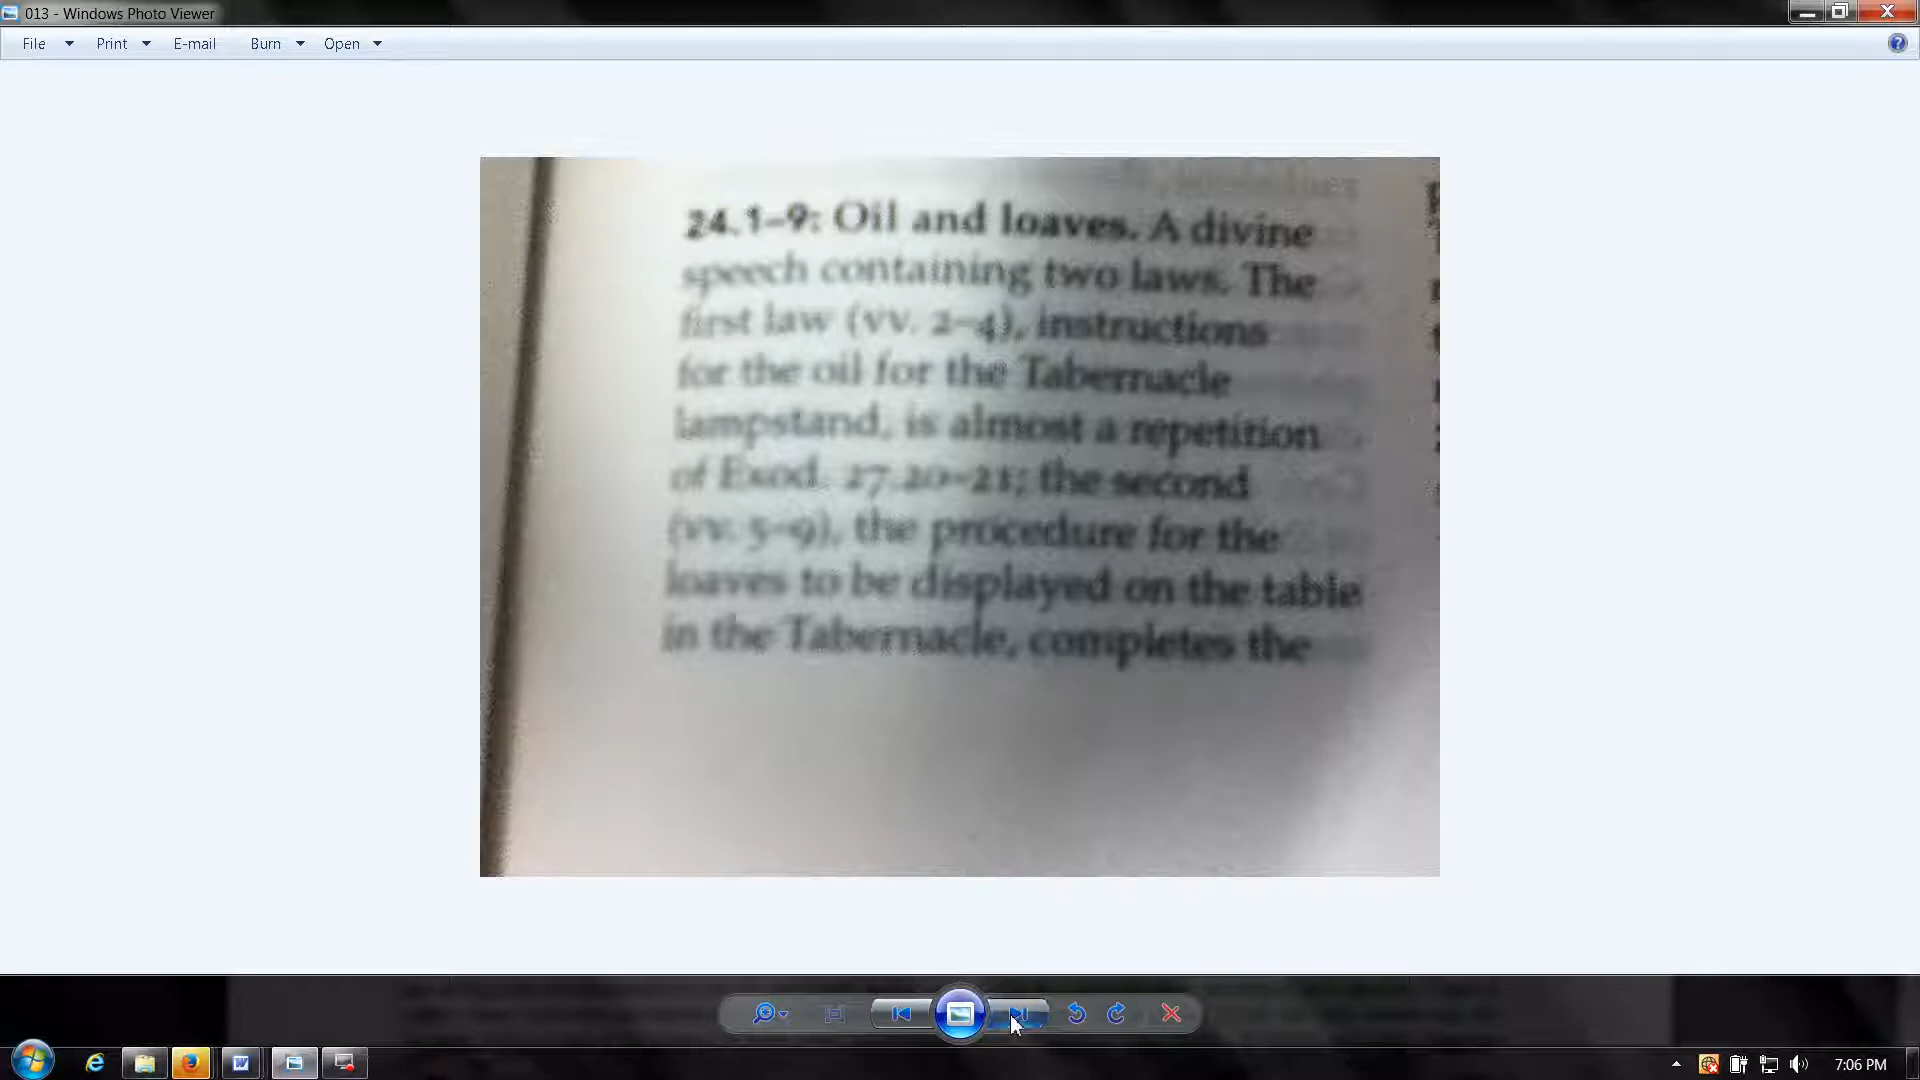 013 - Windows Photo Viewer
File Print E-mail Burn Open
24.1–9: Oil and loaves. A divine
speech containing two laws. The
first law (vv. 2–4), instructions
for the oil for the Tabernacle
lampstand, is almost a repetition
of Exod. 27.20–21; the second
(vv. 5–9), the procedure for the
loaves to be displayed on the table
in the Tabernacle, completes the
7:06 PM